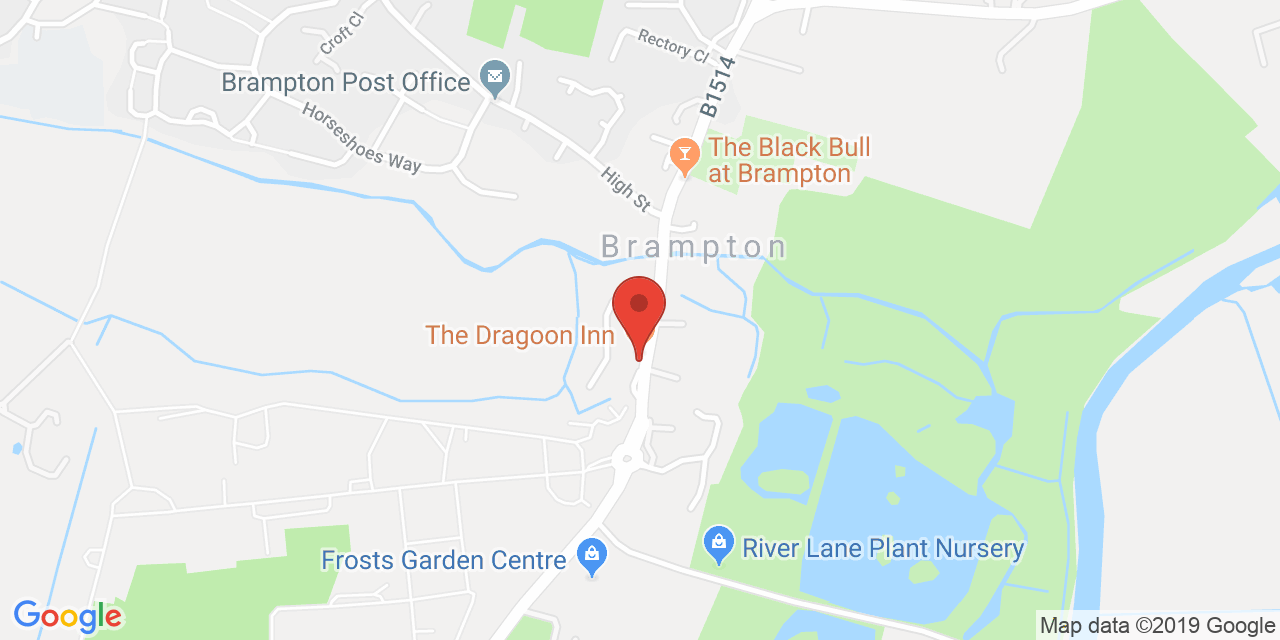 Croft Cl
Rectory Cl
B1514
Brampton Post Office
Horseshoes Way
The Black Bull
at Brampton
High St
Brampton
The Dragoon Inn
Frosts Garden Centre
River Lane Plant Nursery
Google
Map data ©2019 Google